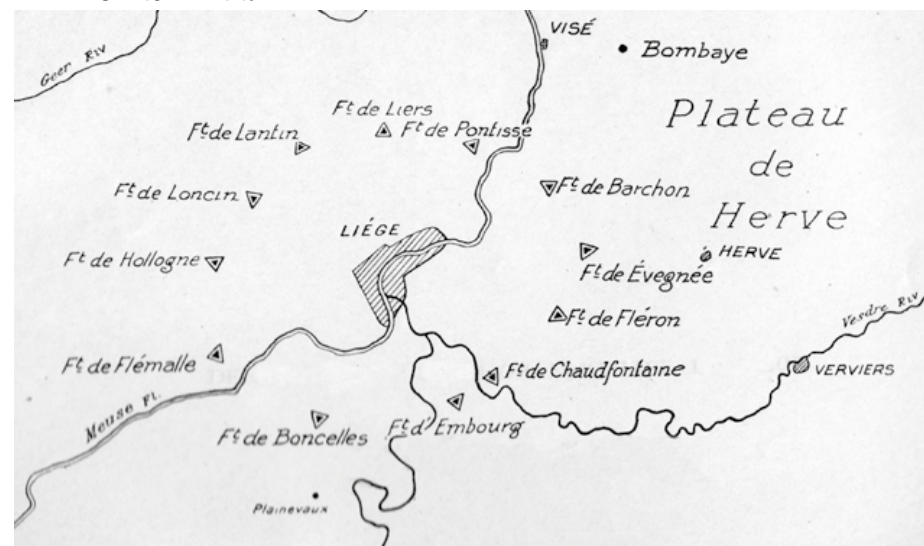 VISÉ
Bombaye
Geer Riv
Ft de Liers
Ft de Lantin
Ft de Pontisse
Plateau
de
Herve
Ft de Barchon
Ft de Loncin
LIÉGE
HERVE
Ft de Hollogne
Ft de Évegnée
Vesdre Riv
Ft de Fléron
Ft de Flémalle
Ft de Chaudfontaine
VERVIERS
Meuse Fl.
Ft de Boncelles
Ft d'Embourg
Plainevaux